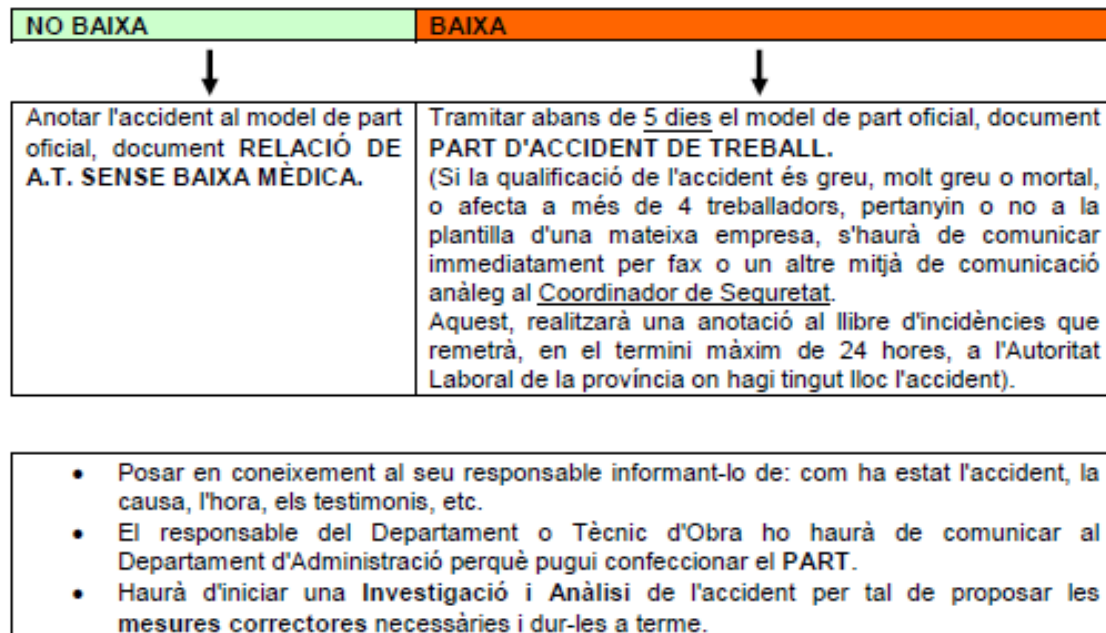 NO BAIXA
BAIXA
Anotar l'accident al model de part
oficial, document RELACIÓ DE
A.T. SENSE BAIXA MÈDICA.
Tramitar abans de 5 dies el model de part oficial, document
PART D'ACCIDENT DE TREBALL.
(Si la qualificació de l'accident és greu, molt greu o mortal,
o afecta a més de 4 treballadors, pertanyin o no a la
plantilla d'una mateixa empresa, s'haurà de comunicar
immediatament per fax o un altre mitjà de comunicació
anàleg al Coordinador de Seguretat.
Aquest, realitzarà una anotació al llibre d'incidències que
remetrà, en el termini màxim de 24 hores, a l'Autoritat
Laboral de la província on hagi tingut lloc l'accident).
• Posar en coneixement al seu responsable informant-lo de: com ha estat l'accident, la
causa, l'hora, els testimonis, etc.
• El responsable del Departament o Tècnic d'Obra ho haurà de comunicar al
Departament d'Administració perquè pugui confeccionar el PART.
• Haurà d'iniciar una Investigació i Anàlisi de l'accident per tal de proposar les
mesures correctores necessàries i dur-les a terme.